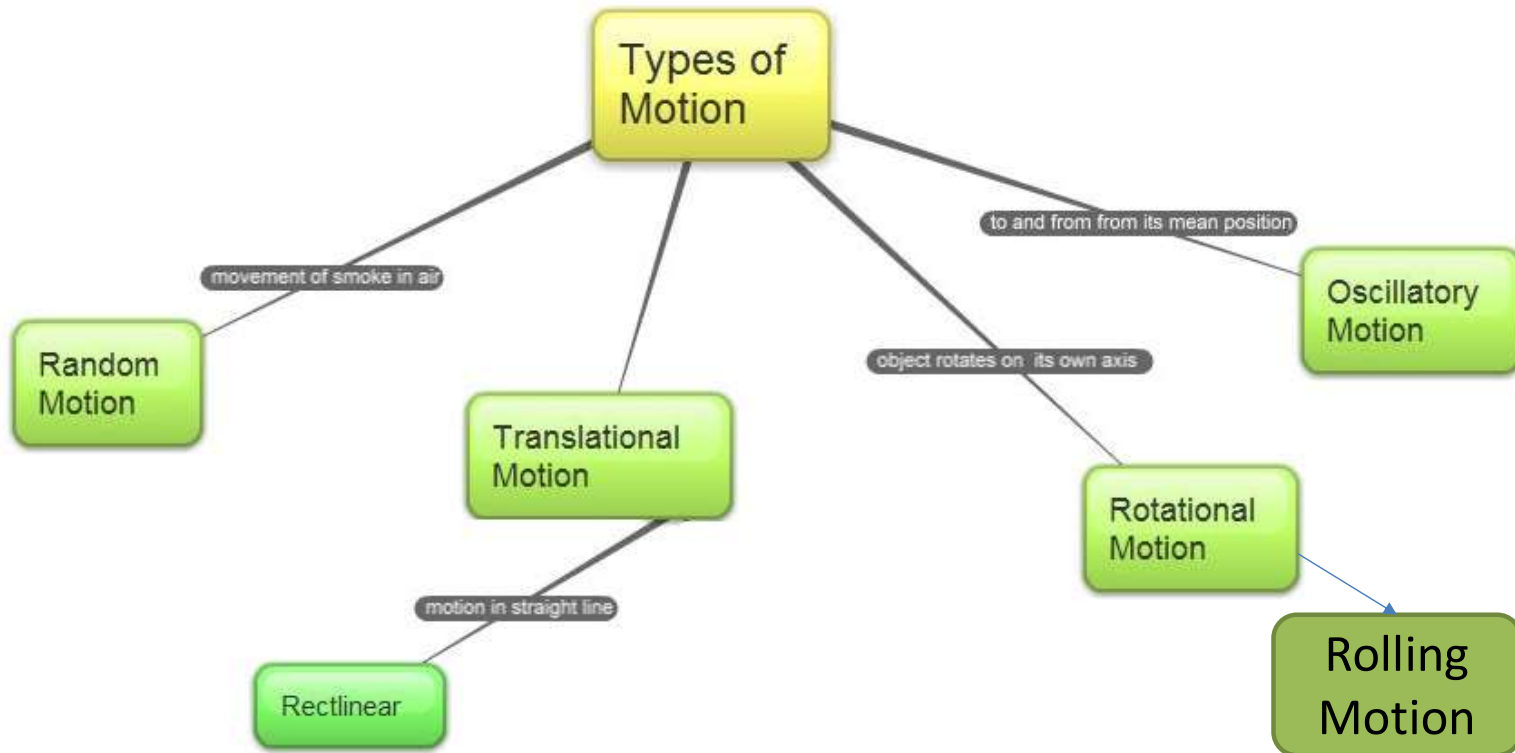 Types of
Motion
to and from from its mean position
movement of smoke in air
Oscillatory
Motion
Random
Motion
object rotates on its own axis
Translational
Motion
Rotational
Motion
motion in straight line
Rectlinear
Rolling
Motion